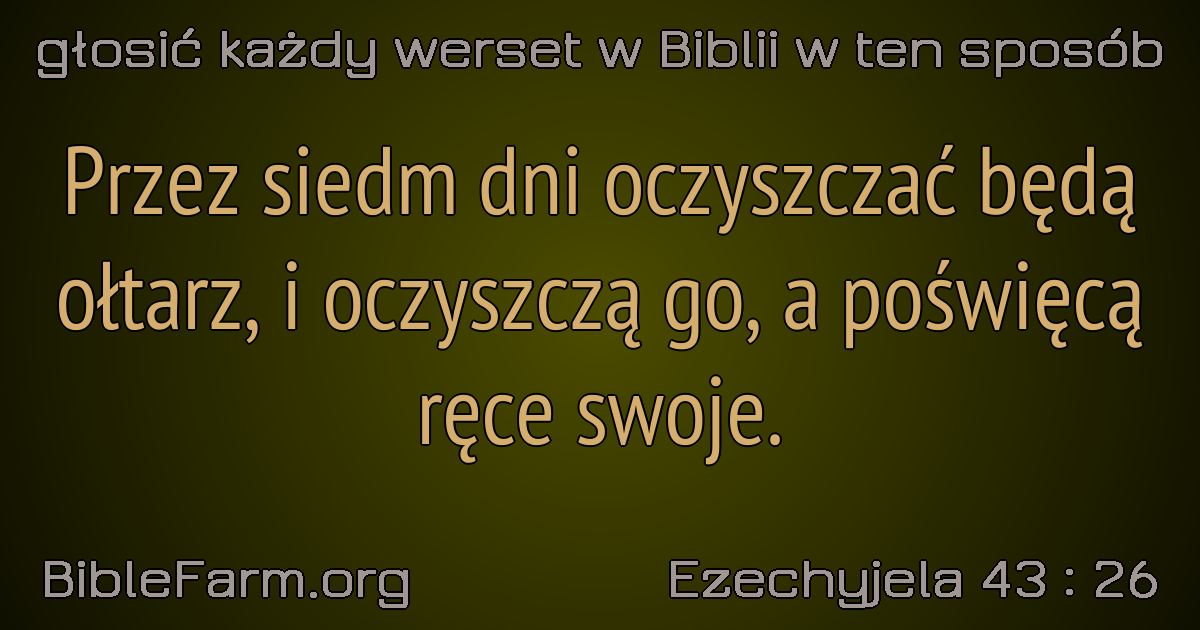 głosić każdy werset w Biblii w ten sposób
Przez siedm dni oczyszczać będą
ołtarz, i oczyszczą go, a poświęcą
ręce swoje.
BibleFarm.org
Ezechyjela 43 : 26